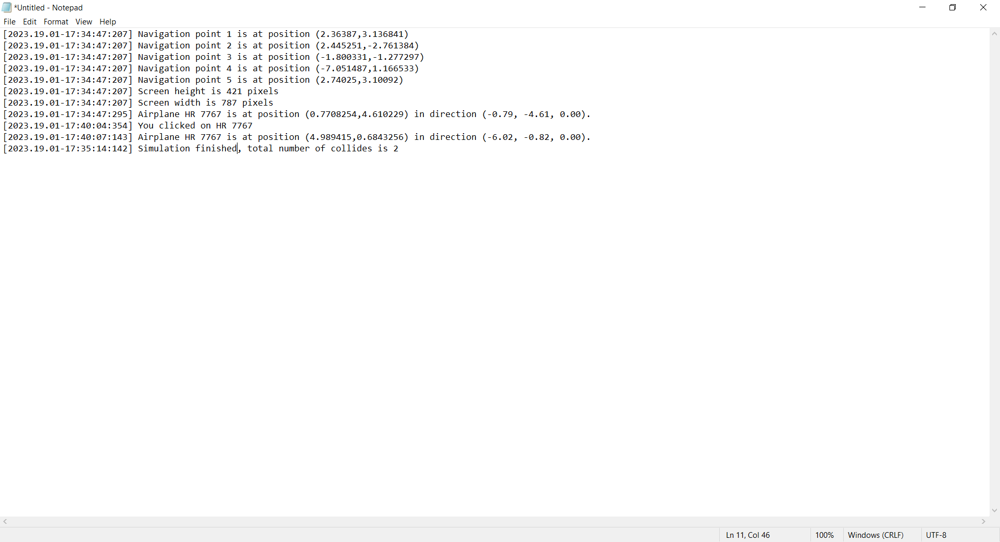 *Untitled - Notepad
File Edit Format View Help
[2023.19.01-17:34:47:207] Navigation point 1 is at position (2.36387,3.136841)
[2023.19.01-17:34:47:207] Navigation point 2 is at position (2.445251,-2.761384)
[2023.19.01-17:34:47:207] Navigation point 3 is at position (-1.800331,-1.277297)
[2023.19.01-17:34:47:207] Navigation point 4 is at position (-7.051487,1.166533)
[2023.19.01-17:34:47:207] Navigation point 5 is at position (2.74025,3.10092)
[2023.19.01-17:34:47:207] Screen height is 421 pixels
[2023.19.01-17:34:47:207] Screen width is 787 pixels
[2023.19.01-17:34:47:295] Airplane HR 7767 is at position (0.7708254,4.610229) in direction (-0.79, -4.61, 0.00).
[2023.19.01-17:40:04:354] You clicked on HR 7767
[2023.19.01-17:40:07:143] Airplane HR 7767 is at position (4.989415,0.6843256) in direction (-6.02, -0.82, 0.00).
[2023.19.01-17:35:14:142] Simulation finished, total number of collides is 2
Ln 11, Col 46 100% Windows (CRLF) UTF-8